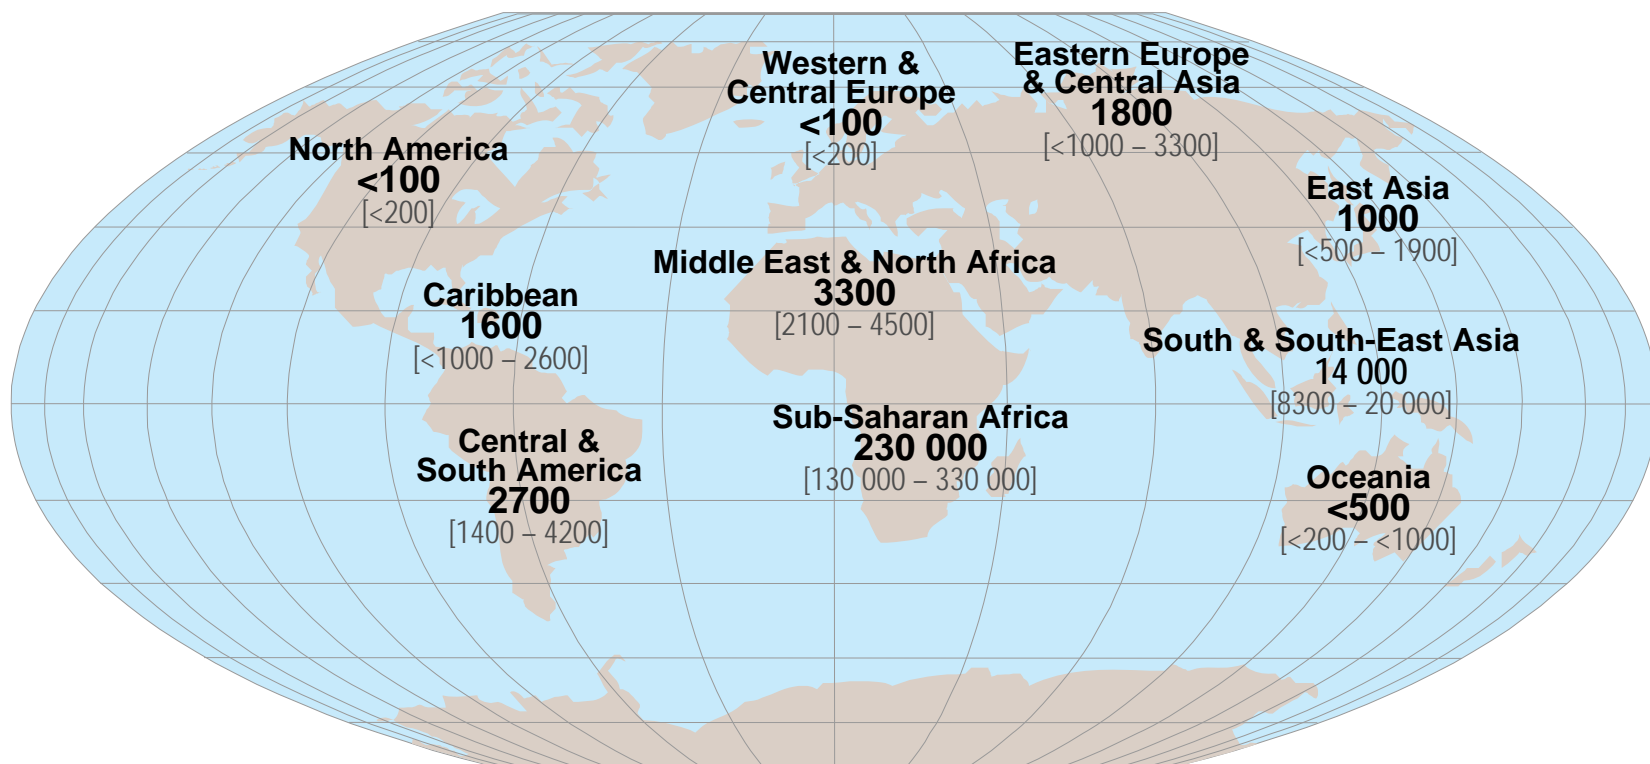 Western &
Central Europe
<100
[<200]
Eastern Europe
& Central Asia
1800
[<1000 – 3300]
North America
<100
[<200]
East Asia
1000
[<500 – 1900]
Middle East & North Africa
3300
[2100 – 4500]
Caribbean
1600
[<1000 – 2600]
South & South-East Asia
14 000
[8300 – 20 000]
Sub-Saharan Africa
230 000
[130 000 – 330 000]
Central &
South America
2700
[1400 – 4200]
Oceania
<500
[<200 – <1000]